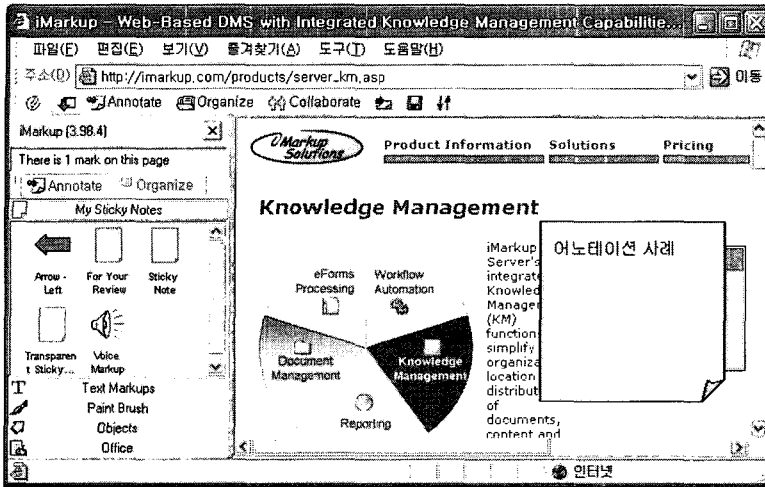 iMarkup - Web-Based DMS with Integrated Knowledge Management Capabilitie...
파일(F) 편집(E) 보기(V) 즐겨찾기(A) 도구(T) 도움말(H)
주소(D) http://imarkup.com/products/server_km.asp 이동
Annotate Organize Collaborate
iMarkup (3.98.4)
There is 1 mark on this page
Annotate Organize
My Sticky Notes
Arrow - Left
For Your Review
Sticky Note
Transparen t Sticky...
Voice Markup
Text Markups
Paint Brush
Objects
Office
iMarkup Solutions
Product Information Solutions Pricing
Knowledge Management
eForms Processing
Workflow Automation
Document Management
Knowledge Management
Reporting
iMarkup
Server's
integrate
Knowled
Manager
(KM)
function
simplify
organiza
location
distribut
of
documents,
content and
어노테이션 사례
인터넷